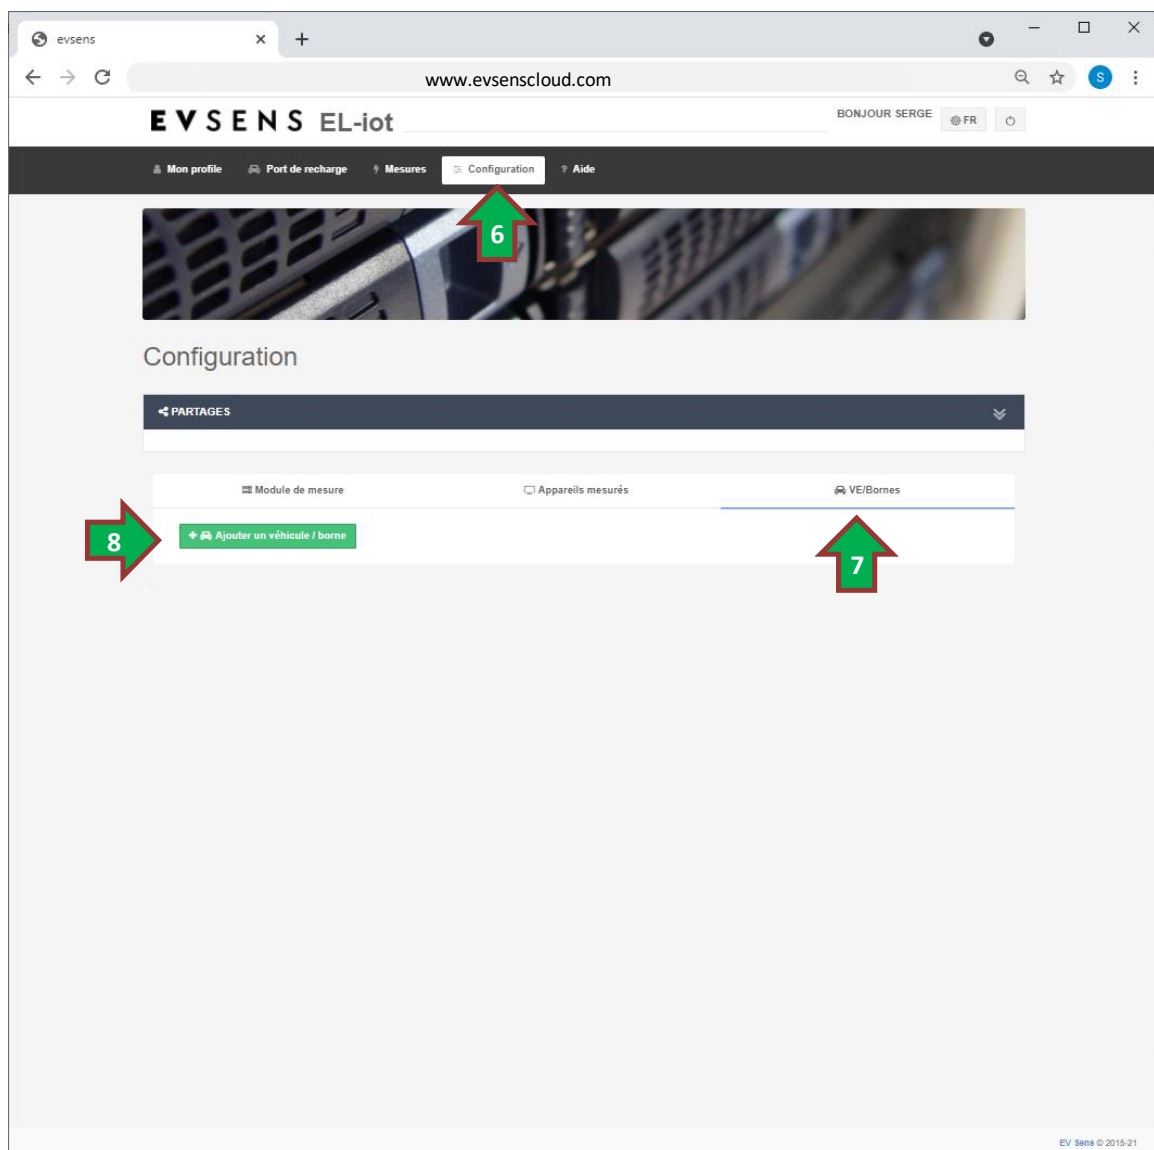 evsens
www.evsenscloud.com
S
EVSENS EL-iot
BONJOUR SERGE
FR
Mon profile Port de recharge Mesures Configuration ? Aide
6
Configuration
PARTAGES
Module de mesure Appareils mesurés VE/Bornes
8
Ajouter un véhicule / borne
7
EV Sens © 2015-21